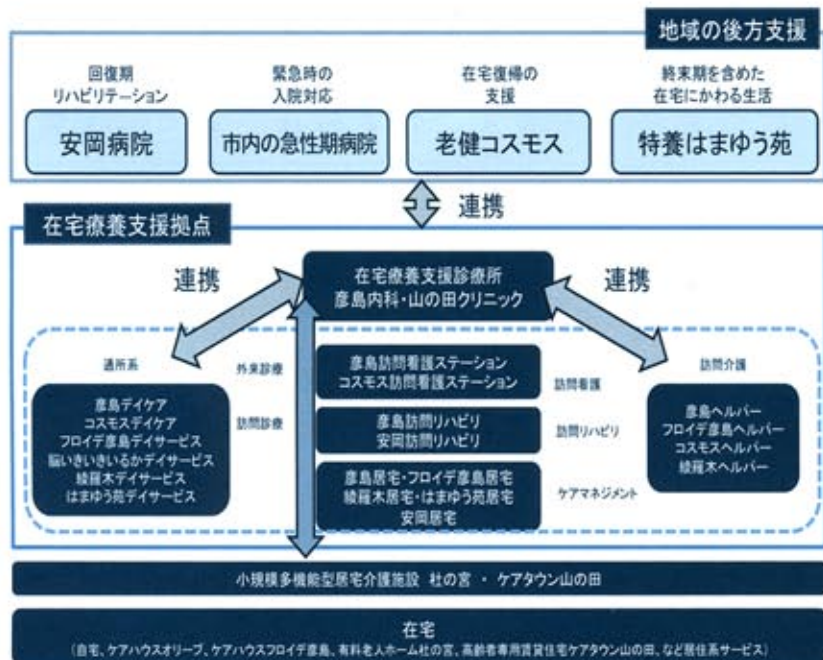 地域の後方支援
回復期
リハビリテーション
安岡病院
緊急時の
入院対応
市内の急性期病院
在宅復帰の
支援
老健コスモス
終末期を含めた
在宅にかわる生活
特養はまゆう苑
連携
在宅療養支援拠点
連携
在宅療養支援診療所
彦島内科・山の田クリニック
連携
通所系
彦島デイケア
コスモスデイケア
フロイデ彦島デイサービス
脳いきいきいるかデイサービス
綾羅木デイサービス
はまゆう苑デイサービス
外来診療
訪問診療
彦島訪問看護ステーション
コスモス訪問看護ステーション
訪問看護
彦島訪問リハビリ
安岡訪問リハビリ
訪問リハビリ
彦島居宅・フロイデ彦島居宅
綾羅木居宅・はまゆう苑居宅
安岡居宅
ケアマネジメント
訪問介護
彦島ヘルパー
フロイデ彦島ヘルパー
コスモスヘルパー
綾羅木ヘルパー
小規模多機能型居宅介護施設 杜の宮 ・ ケアタウン山の田
在宅
(自宅、ケアハウスオリーブ、ケアハウスフロイデ彦島、有料老人ホーム杜の宮、高齢者専用賃貸住宅ケアタウン山の田、など居住系サービス)